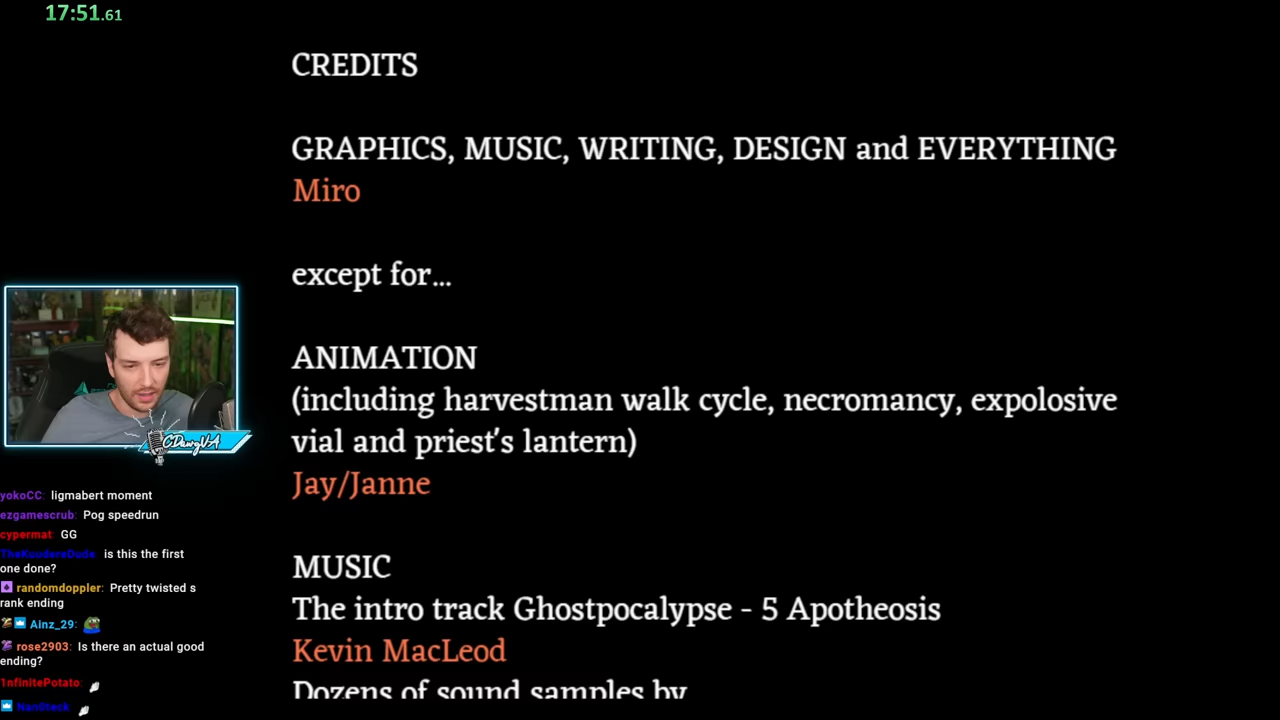 17:51.61
CREDITS
GRAPHICS, MUSIC, WRITING, DESIGN and EVERYTHING
Miro
except for...
ANIMATION
(including harvestman walk cycle, necromancy, expolosive
vial and priest's lantern)
Jay/Janne
MUSIC
The intro track Ghostpocalypse - 5 Apotheosis
Kevin MacLeod
Dozens of sound samples by
CDawgVA
yokoCC: ligmabert moment
ezgamescrub: Pog speedrun
cypermat: GG
TheKuuderaDude: is this the first
one done?
randomdoppler: Pretty twisted s
rank ending
Ainz_29:
rose2903: Is there an actual good
ending?
1nfinitePotato: